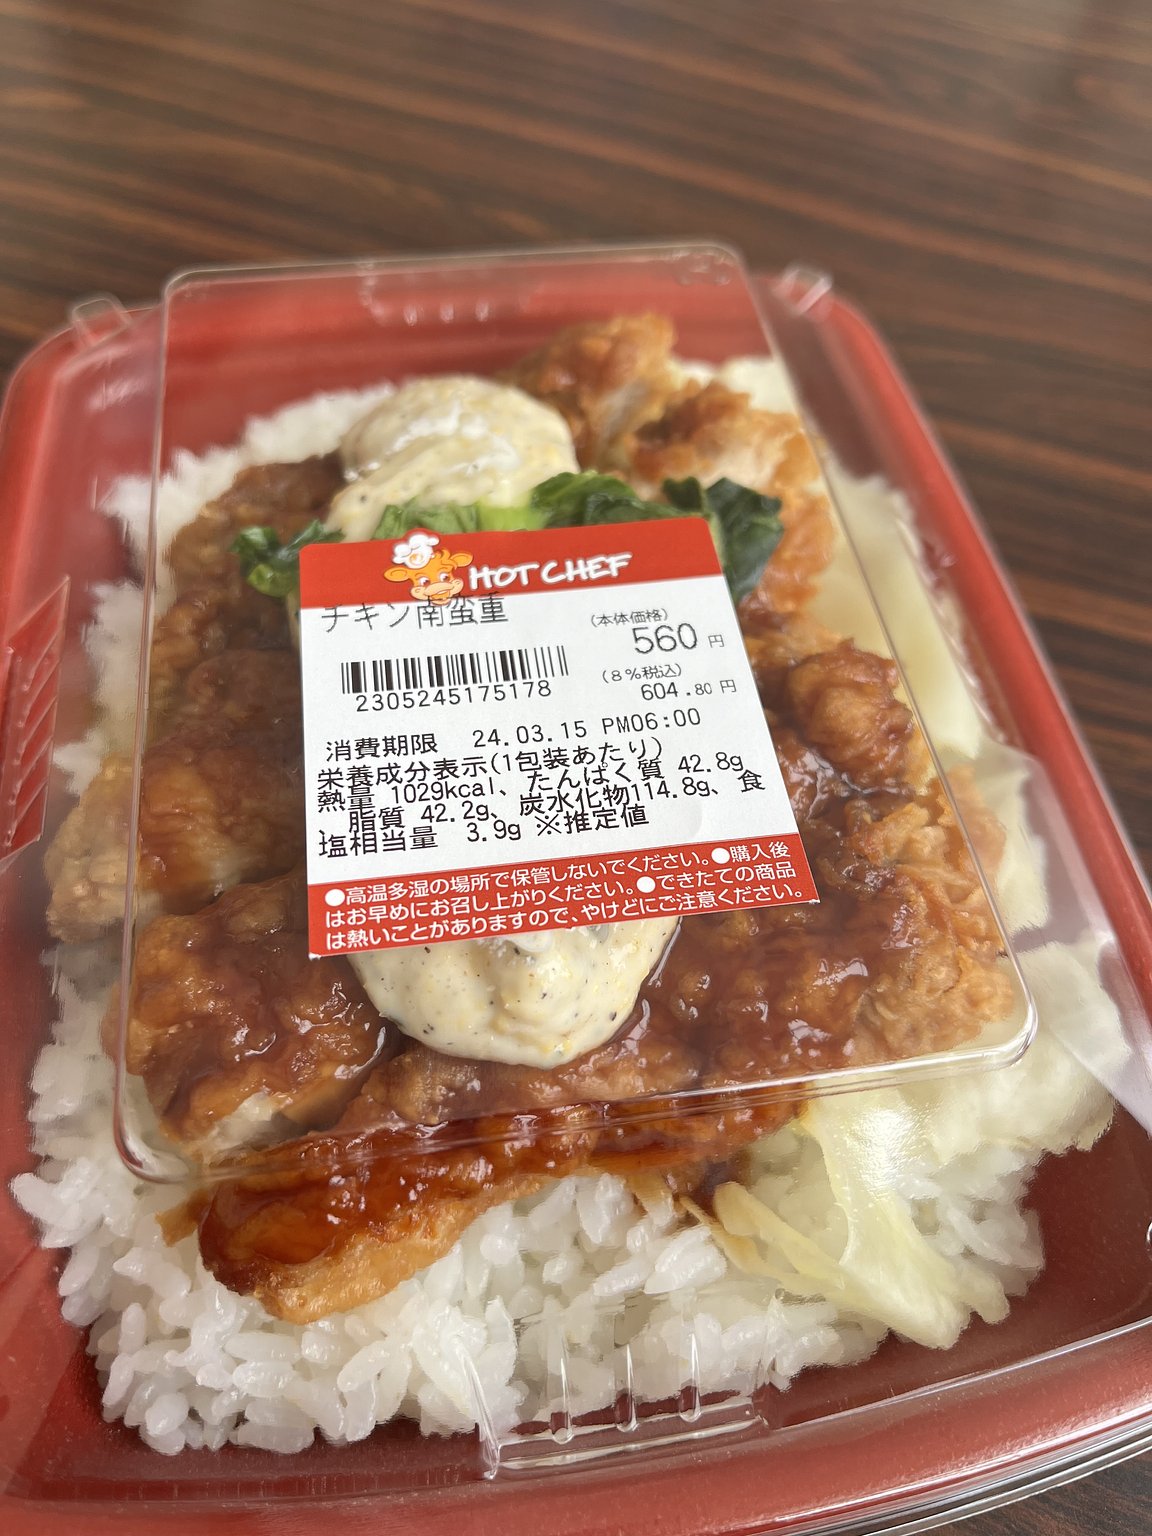 HOT CHEF
チキン南蛮重
(本体価格)
560 円
(8%税込)
604.80 円
2305245175178
消費期限 24.03.15 PM06:00
栄養成分表示(1包装あたり)
熱量 1029kcal、たんぱく質 42.8g
、脂質 42.2g、炭水化物114.8g、食
塩相当量 3.9g ※推定値
●高温多湿の場所で保管しないでください。●購入後
はお早めにお召し上がりください。●できたての商品
は熱いことがありますので、やけどにご注意ください。